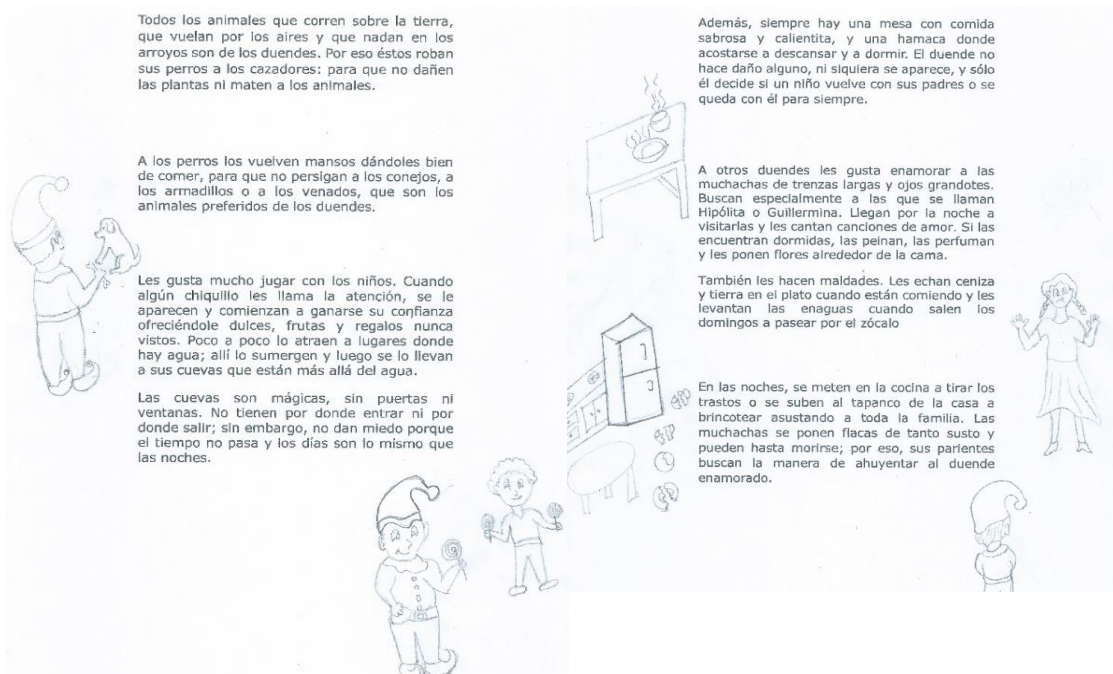 Todos los animales que corren sobre la tierra,
que vuelan por los aires y que nadan en los
arroyos son de los duendes. Por eso éstos roban
sus perros a los cazadores: para que no dañen
las plantas ni maten a los animales.
A los perros los vuelven mansos dándoles bien
de comer, para que no persigan a los conejos, a
los armadillos o a los venados, que son los
animales preferidos de los duendes.
Les gusta mucho jugar con los niños. Cuando
algún chiquillo les llama la atención, se le
aparecen y comienzan a ganarse su confianza
ofreciéndole dulces, frutas y regalos nunca
vistos. Poco a poco lo atraen a lugares donde
hay agua; allí lo sumergen y luego se lo llevan
a sus cuevas que están más allá del agua.
Las cuevas son mágicas, sin puertas ni
ventanas. No tienen por donde entrar ni por
donde salir; sin embargo, no dan miedo porque
el tiempo no pasa y los días son lo mismo que
las noches.
Además, siempre hay una mesa con comida
sabrosa y calientita, y una hamaca donde
acostarse a descansar y a dormir. El duende no
hace daño alguno, ni siquiera se aparece, y sólo
él decide si un niño vuelve con sus padres o se
queda con él para siempre.
A otros duendes les gusta enamorar a las
muchachas de trenzas largas y ojos grandotes.
Buscan especialmente a las que se llaman
Hipólita o Guillermina. Llegan por la noche a
visitarlas y les cantan canciones de amor. Si las
encuentran dormidas, las peinan, las perfuman
y les ponen flores alrededor de la cama.
También les hacen maldades. Les echan ceniza
y tierra en el plato cuando están comiendo y les
levantan las enaguas cuando salen los
domingos a pasear por el zócalo
En las noches, se meten en la cocina a tirar los
trastos o se suben al tapanco de la casa a
brincotear asustando a toda la familia. Las
muchachas se ponen flacas de tanto susto y
pueden hasta morirse; por eso, sus parientes
buscan la manera de ahuyentar al duende
enamorado.